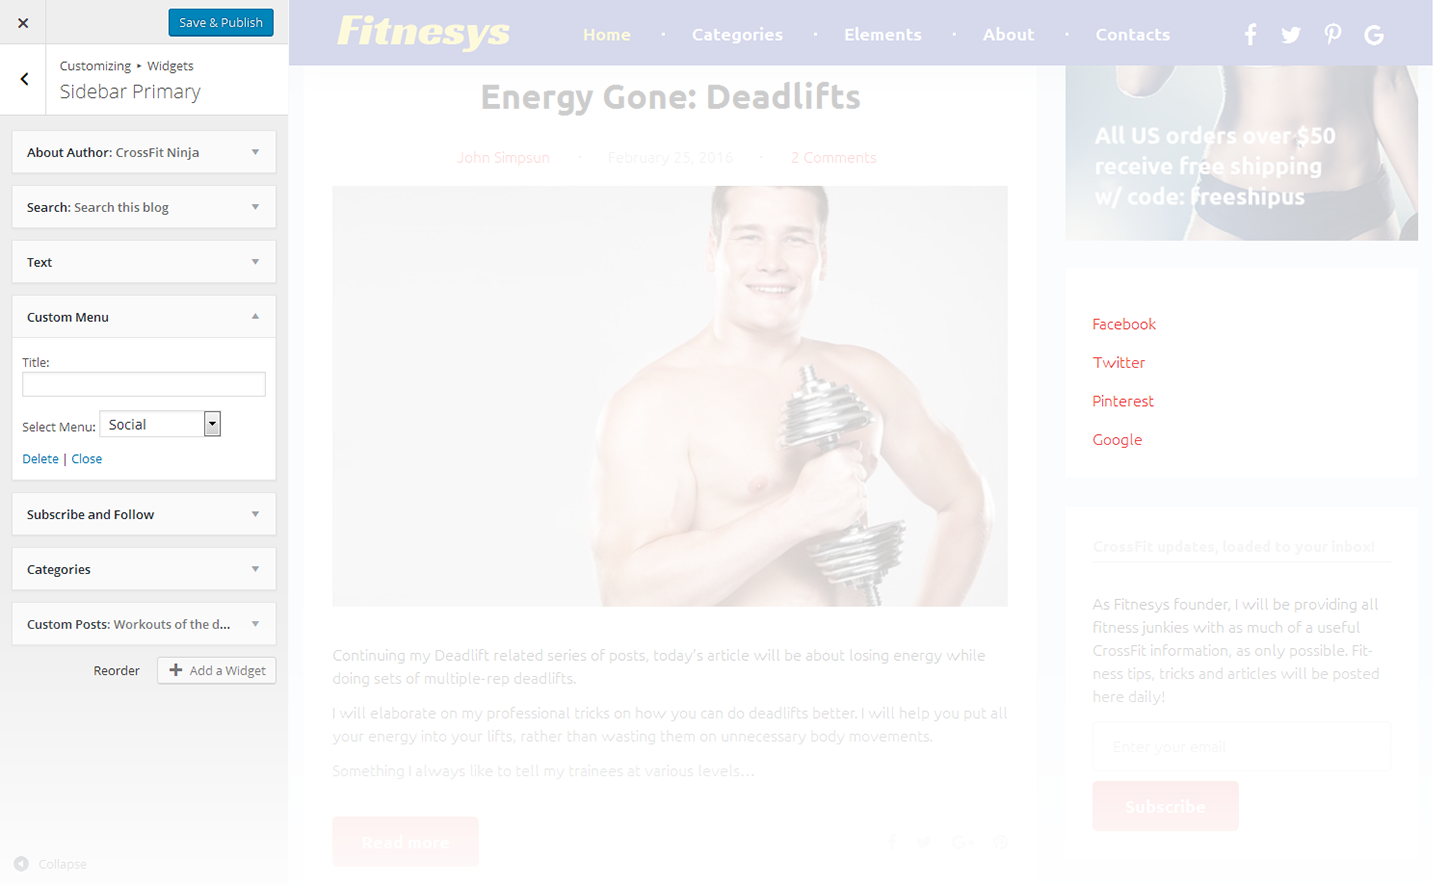 Save & Publish
Customizing ▸ Widgets
Sidebar Primary
About Author: CrossFit Ninja
Search: Search this blog
Text
Custom Menu
Title:
Select Menu: Social
Delete | Close
Subscribe and Follow
Categories
Custom Posts: Workouts of the d...
Reorder
Add a Widget
Collapse
Fitnesys
Home · Categories · Elements · About · Contacts
Energy Gone: Deadlifts
John Simpsun · February 25, 2016 · 2 Comments
Continuing my Deadlift related series of posts, today's article will be about losing energy while
doing sets of multiple-rep deadlifts.
I will elaborate on my professional tricks on how you can do deadlifts better. I will help you put all
your energy into your lifts, rather than wasting them on unnecessary body movements.
Something I always like to tell my trainees at various levels…
Read more
All US orders over $50
receive free shipping
w/ code: freeshipus
Facebook
Twitter
Pinterest
Google
CrossFit updates, loaded to your inbox!
As Fitnesys founder, I will be providing all
fitness junkies with as much of a useful
CrossFit information, as only possible. Fit-
ness tips, tricks and articles will be posted
here daily!
Enter your email
Subscribe